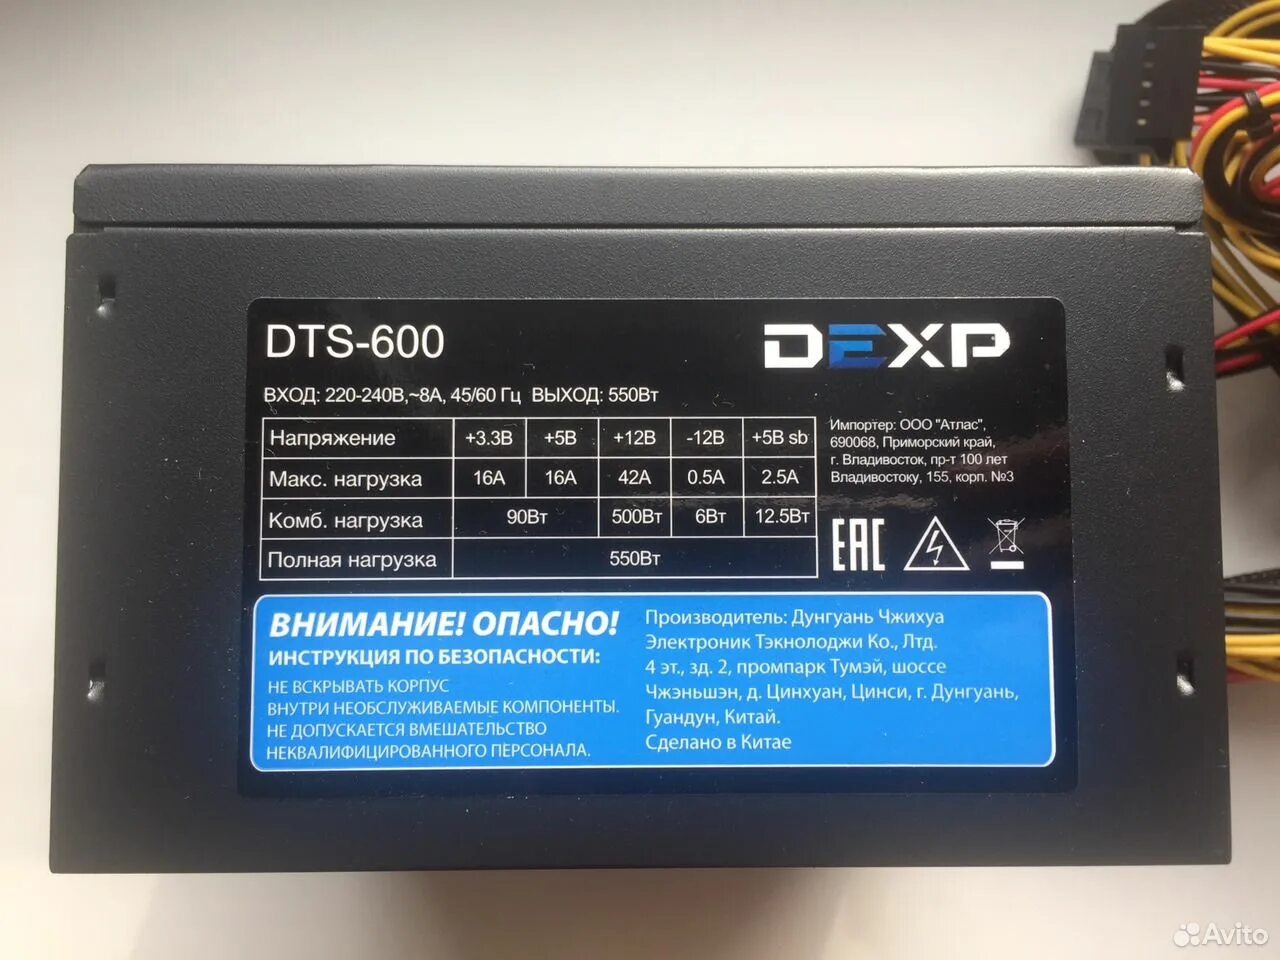 DTS-600
DEXP
ВХОД: 220-240В,~8А, 45/60 Гц ВЫХОД: 550Вт
Напряжение +3.3В +5В +12В -12В +5В sb
Макс. нагрузка 16А 16А 42А 0.5А 2.5А
Комб. нагрузка 90Вт 500Вт 6Вт 12.5Вт
Полная нагрузка 550Вт
Импортер: ООО "Атлас",
690068, Приморский край,
г. Владивосток, пр-т 100 лет
Владивостоку, 155, корп. №3
EAC
ВНИМАНИЕ! ОПАСНО!
ИНСТРУКЦИЯ ПО БЕЗОПАСНОСТИ:
НЕ ВСКРЫВАТЬ КОРПУС
ВНУТРИ НЕОБСЛУЖИВАЕМЫЕ КОМПОНЕНТЫ.
НЕ ДОПУСКАЕТСЯ ВМЕШАТЕЛЬСТВО
НЕКВАЛИФИЦИРОВАННОГО ПЕРСОНАЛА.
Производитель: Дунгуань Чжихуа
Электроник Тэкнолоджи Ко., Лтд.
4 эт., зд. 2, промпарк Тумэй, шоссе
Чжэньшэн, д. Цинхуан, Цинси, г. Дунгуань,
Гуандун, Китай.
Сделано в Китае
Avito